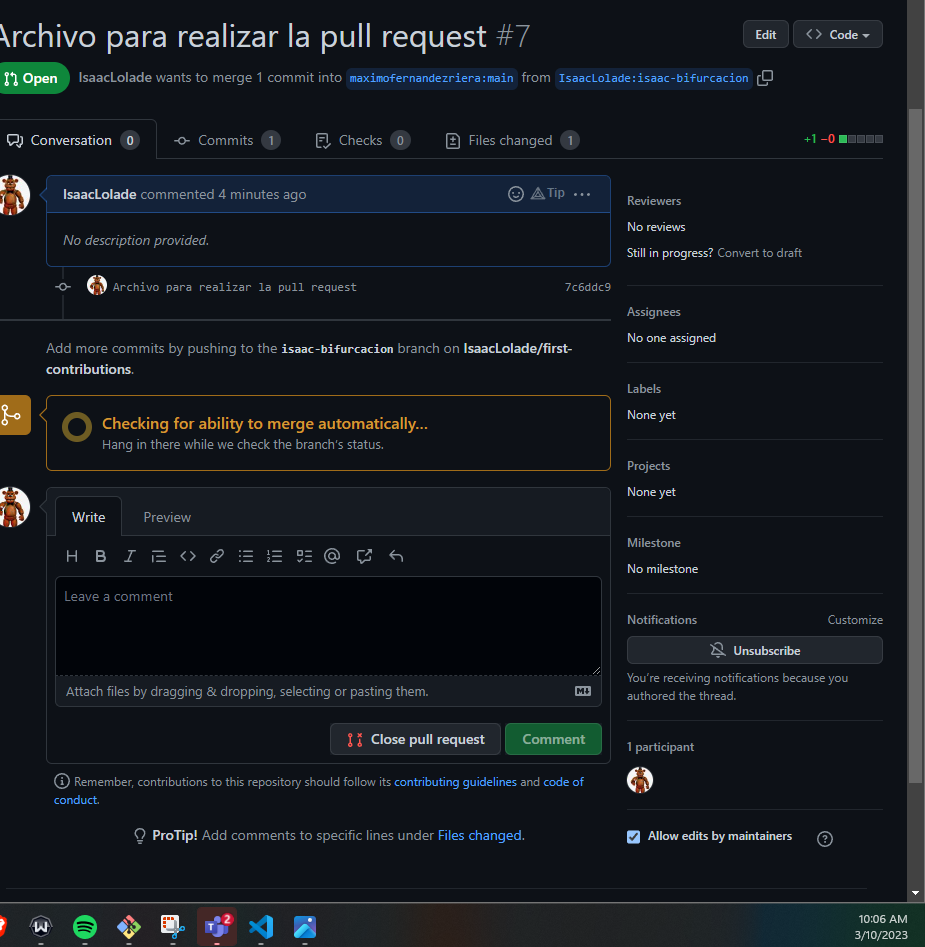 Archivo para realizar la pull request #7
Edit
Code
Open
IsaacLolade wants to merge 1 commit into maximofernandezriera:main from IsaacLolade:isaac-bifurcacion
Conversation 0
Commits 1
Checks 0
Files changed 1
+1 −0
IsaacLolade commented 4 minutes ago
Tip
No description provided.
Archivo para realizar la pull request
7c6ddc9
Add more commits by pushing to the isaac-bifurcacion branch on IsaacLolade/first-
contributions.
Checking for ability to merge automatically...
Hang in there while we check the branch's status.
Write
Preview
H B I
Leave a comment
Attach files by dragging & dropping, selecting or pasting them.
Close pull request
Comment
Remember, contributions to this repository should follow its contributing guidelines and code of
conduct.
ProTip! Add comments to specific lines under Files changed.
Reviewers
No reviews
Still in progress? Convert to draft
Assignees
No one assigned
Labels
None yet
Projects
None yet
Milestone
No milestone
Notifications
Customize
Unsubscribe
You're receiving notifications because you
authored the thread.
1 participant
Allow edits by maintainers
2
10:06 AM
3/10/2023